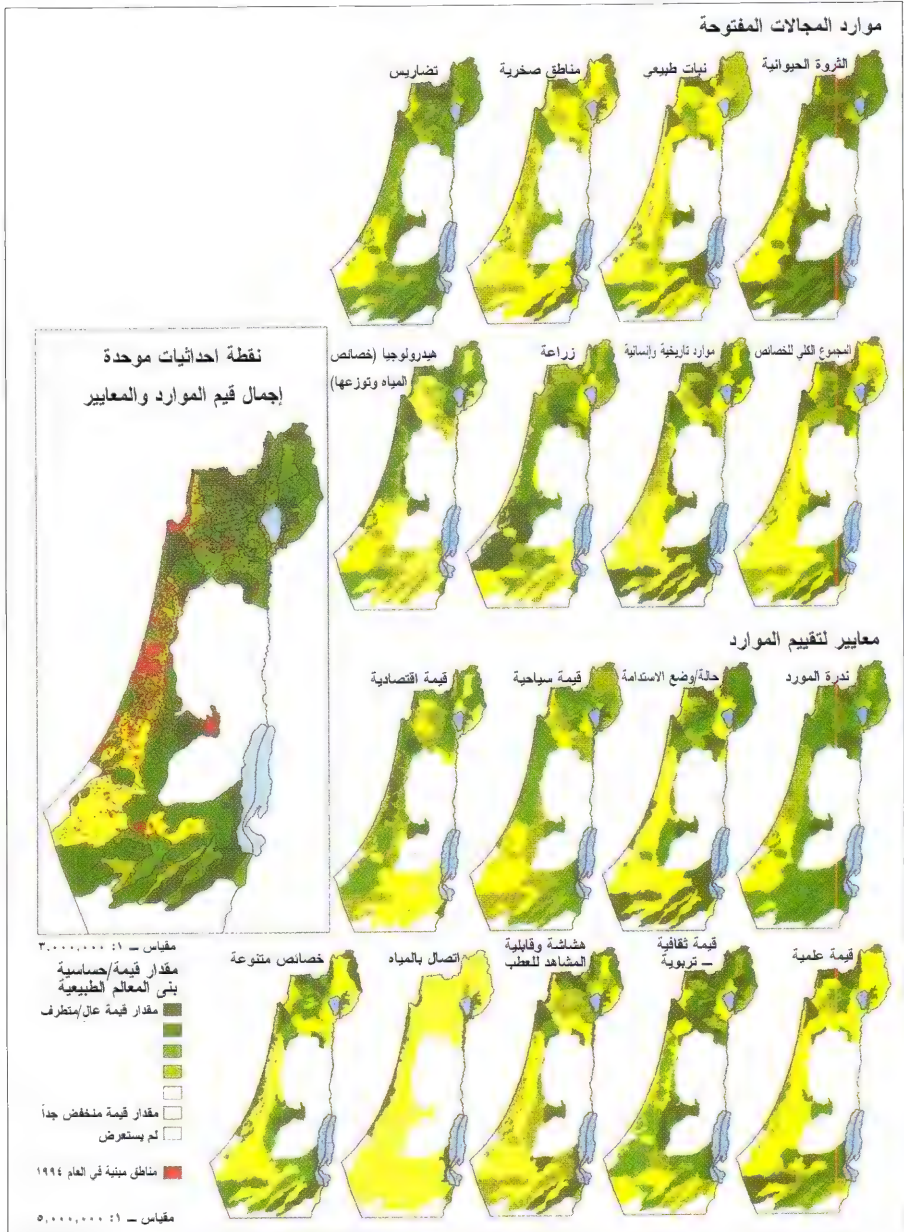 موارد المجالات المفتوحة
الثروة الحيوانية
نبات طبيعي
مناطق صخرية
تضاريس
المجموع الكلي للخصائص
موارد تاريخية وإنسانية
زراعة
هيدرولوجيا (خصائص
المياه وتوزعها)
نقطة احداثيات موحدة
إجمال قيم الموارد والمعايير
معايير لتقييم الموارد
ندرة المورد
حالة/وضع الاستدامة
قيمة سياحية
قيمة اقتصادية
قيمة علمية
قيمة ثقافية
ــ تربوية
هشاشة وقابلية
المشاهد للعطب
اتصال بالمياه
خصائص متنوعة
مقياس ــ ١: ٣,٠٠٠,٠٠٠
مقدار قيمة/حساسية
بنى المعالم الطبيعية
مقدار قيمة عالٍ/متطرف
مقدار قيمة منخفض جداً
لم يستعرض
مناطق مبنية في العام ١٩٩٤
مقياس ــ ١: ٥,٠٠٠,٠٠٠